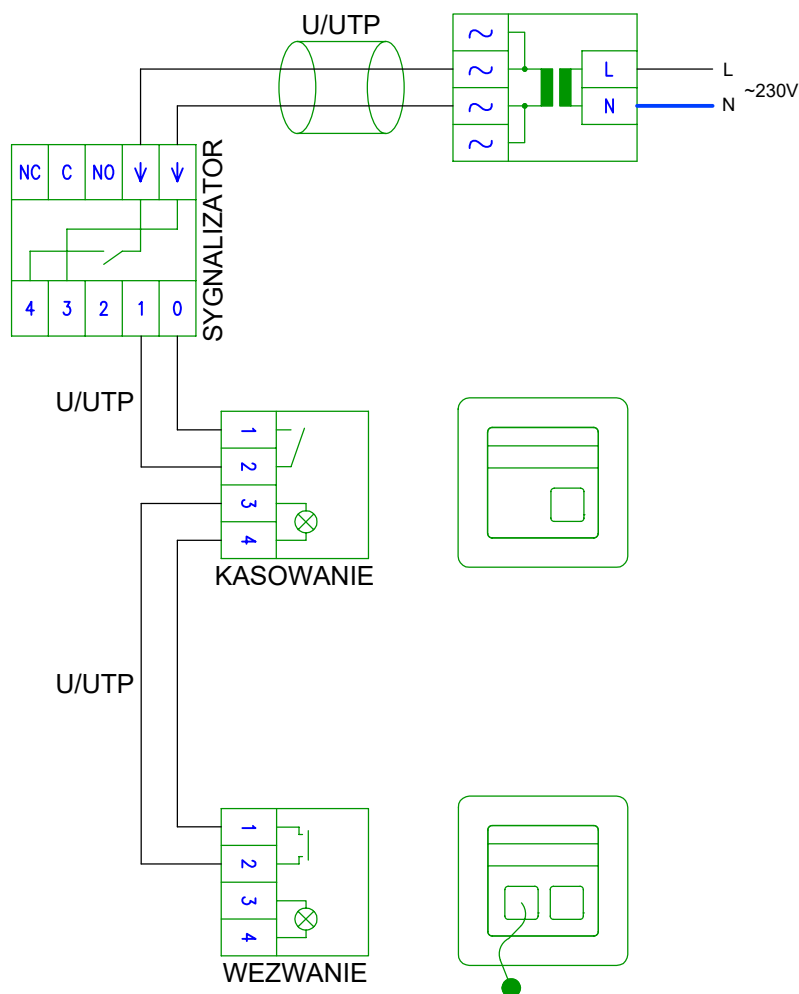 U/UTP
~
~ L L
~230V
~ N N
~
NC C NO
SYGNALIZATOR
4 3 2 1 0
U/UTP
1
2
3
4
KASOWANIE
U/UTP
1
2
3
4
WEZWANIE